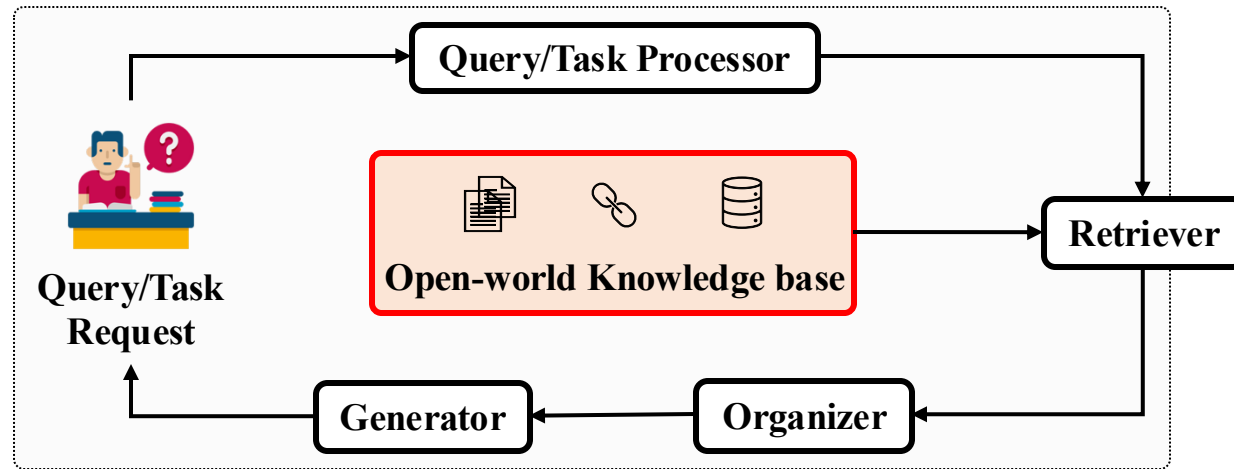 Query/Task Processor
?
Open-world Knowledge base
Retriever
Query/Task
Request
Generator
Organizer